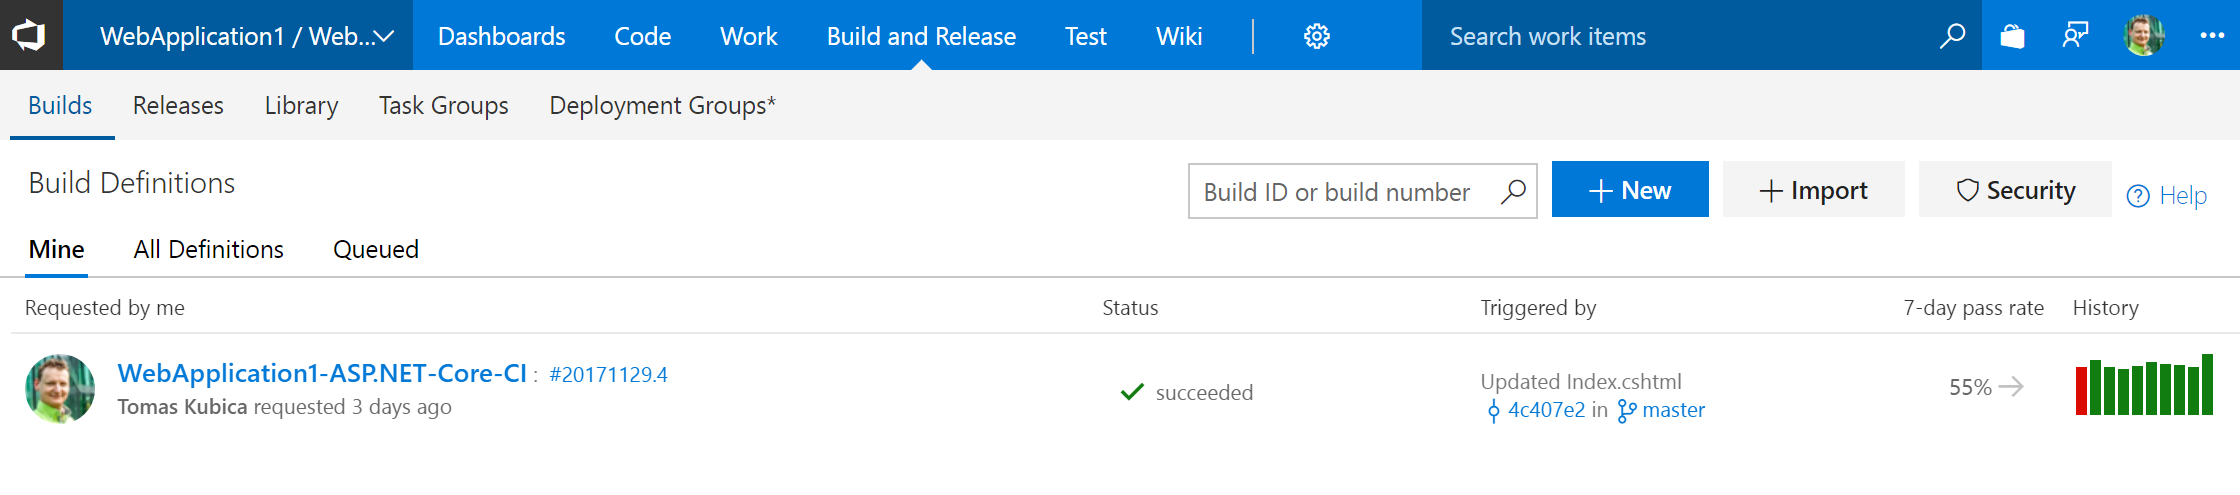 WebApplication1 / Web... Dashboards Code Work Build and Release Test Wiki Search work items
Builds Releases Library Task Groups Deployment Groups*
Build Definitions Build ID or build number New Import Security Help
Mine All Definitions Queued
Requested by me Status Triggered by 7-day pass rate History
WebApplication1-ASP.NET-Core-CI : #20171129.4
Tomas Kubica requested 3 days ago
succeeded
Updated Index.cshtml
4c407e2 in master
55%